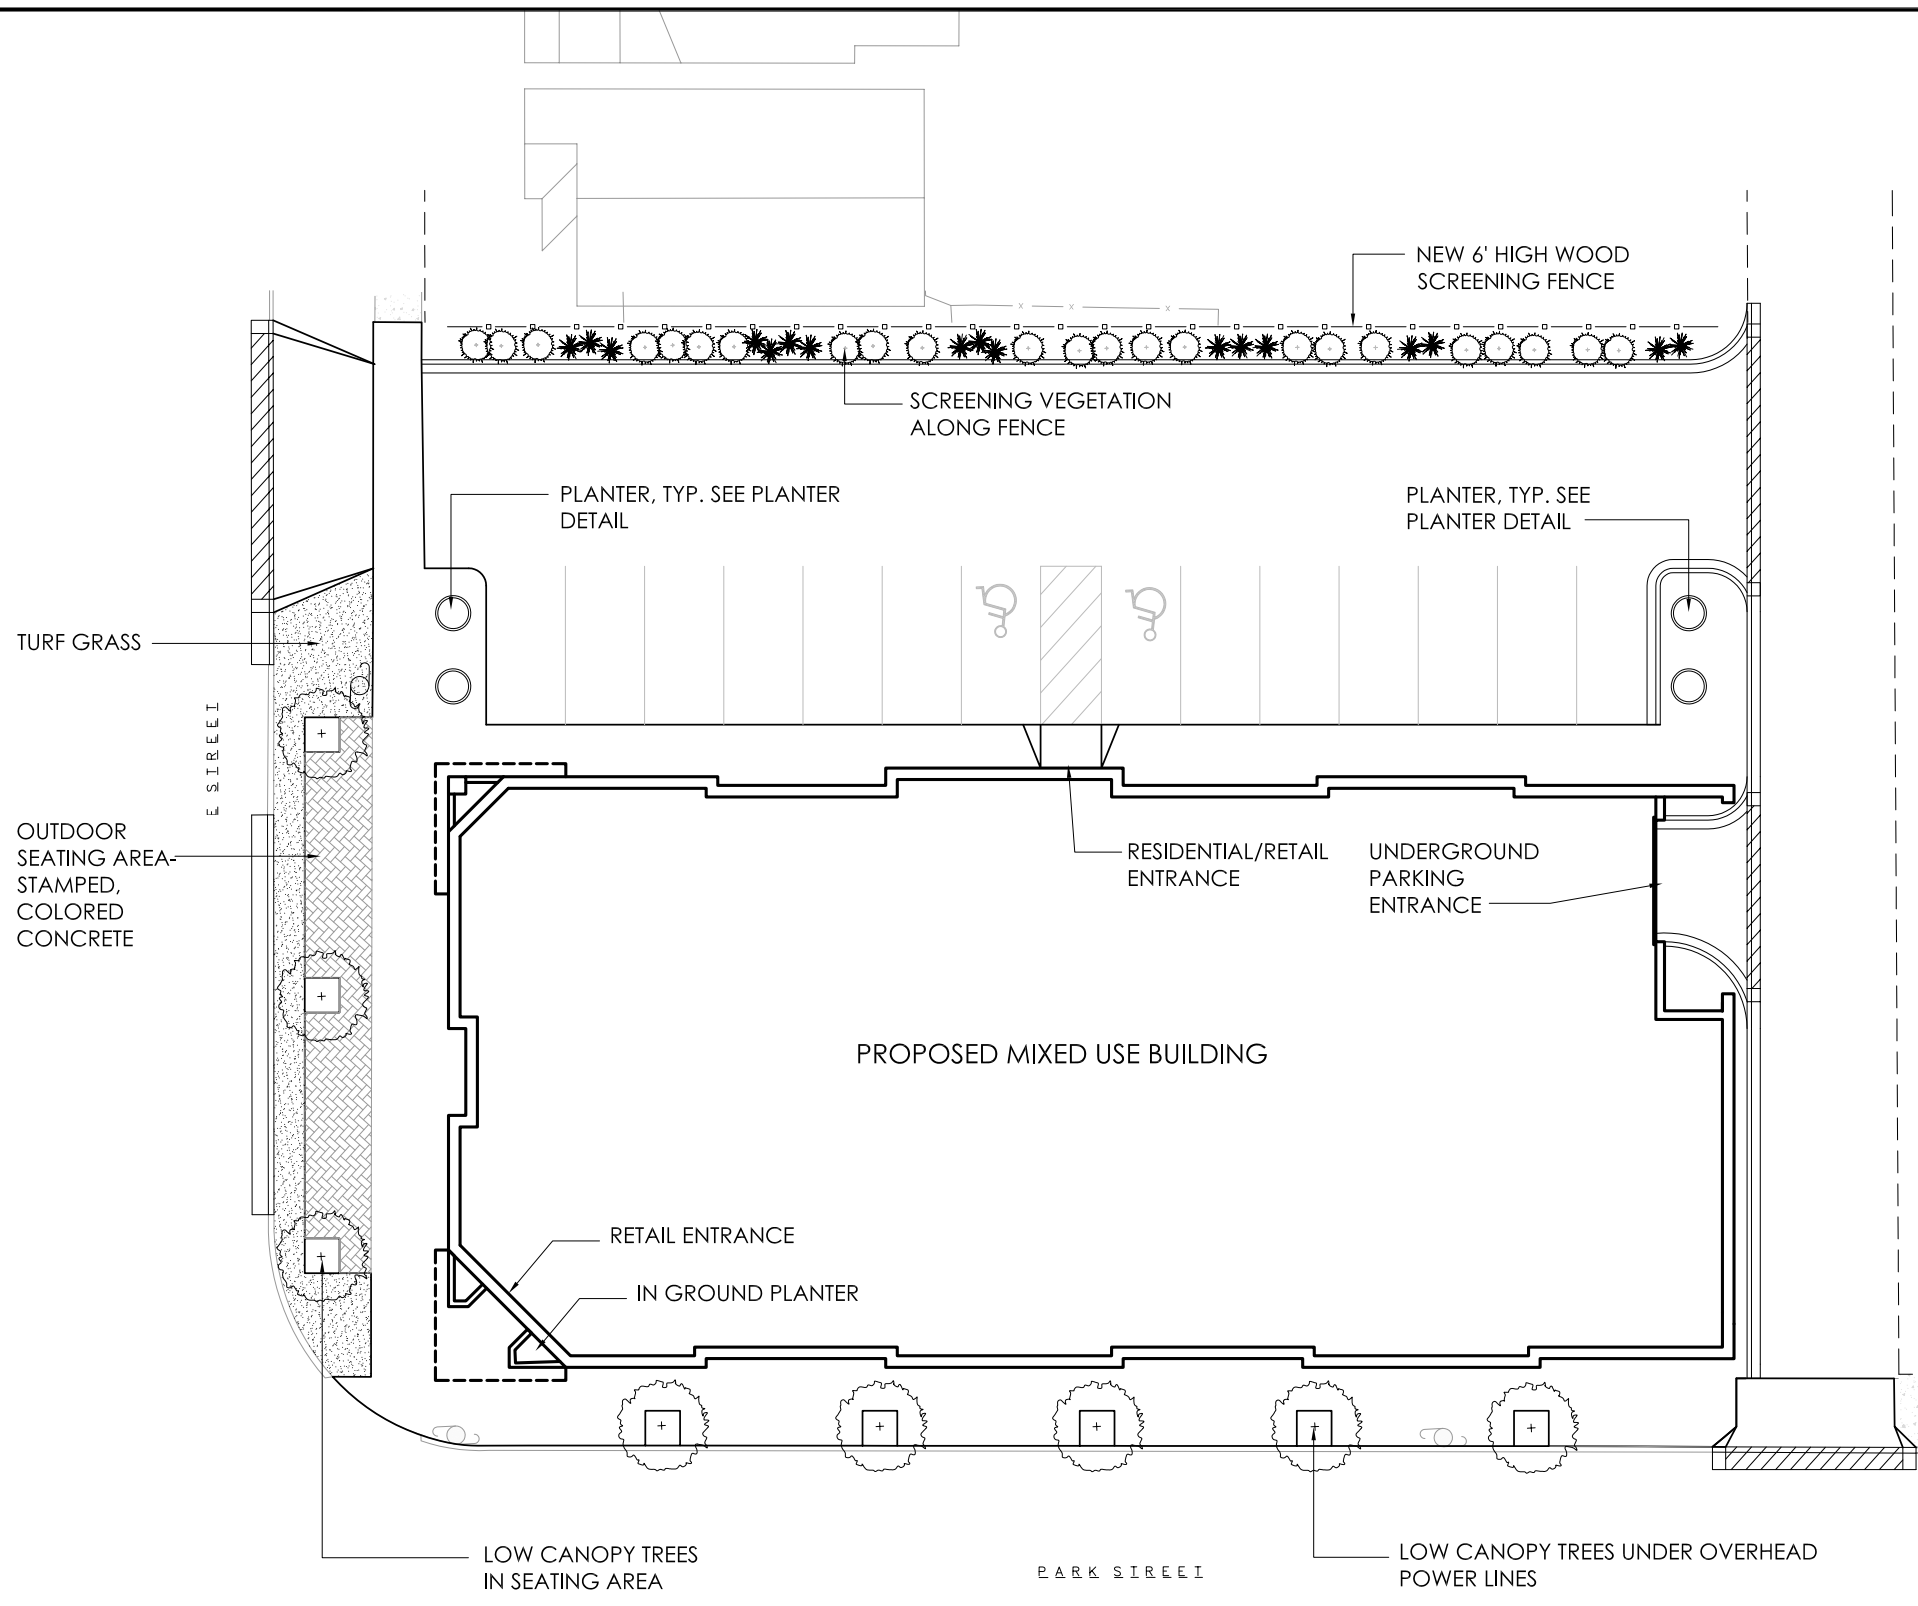 NEW 6' HIGH WOOD
SCREENING FENCE
SCREENING VEGETATION
ALONG FENCE
PLANTER, TYP. SEE PLANTER
DETAIL
PLANTER, TYP. SEE
PLANTER DETAIL
TURF GRASS
E STREET
OUTDOOR
SEATING AREA-
STAMPED,
COLORED
CONCRETE
RESIDENTIAL/RETAIL
ENTRANCE
UNDERGROUND
PARKING
ENTRANCE
PROPOSED MIXED USE BUILDING
RETAIL ENTRANCE
IN GROUND PLANTER
LOW CANOPY TREES
IN SEATING AREA
PARK STREET
LOW CANOPY TREES UNDER OVERHEAD
POWER LINES